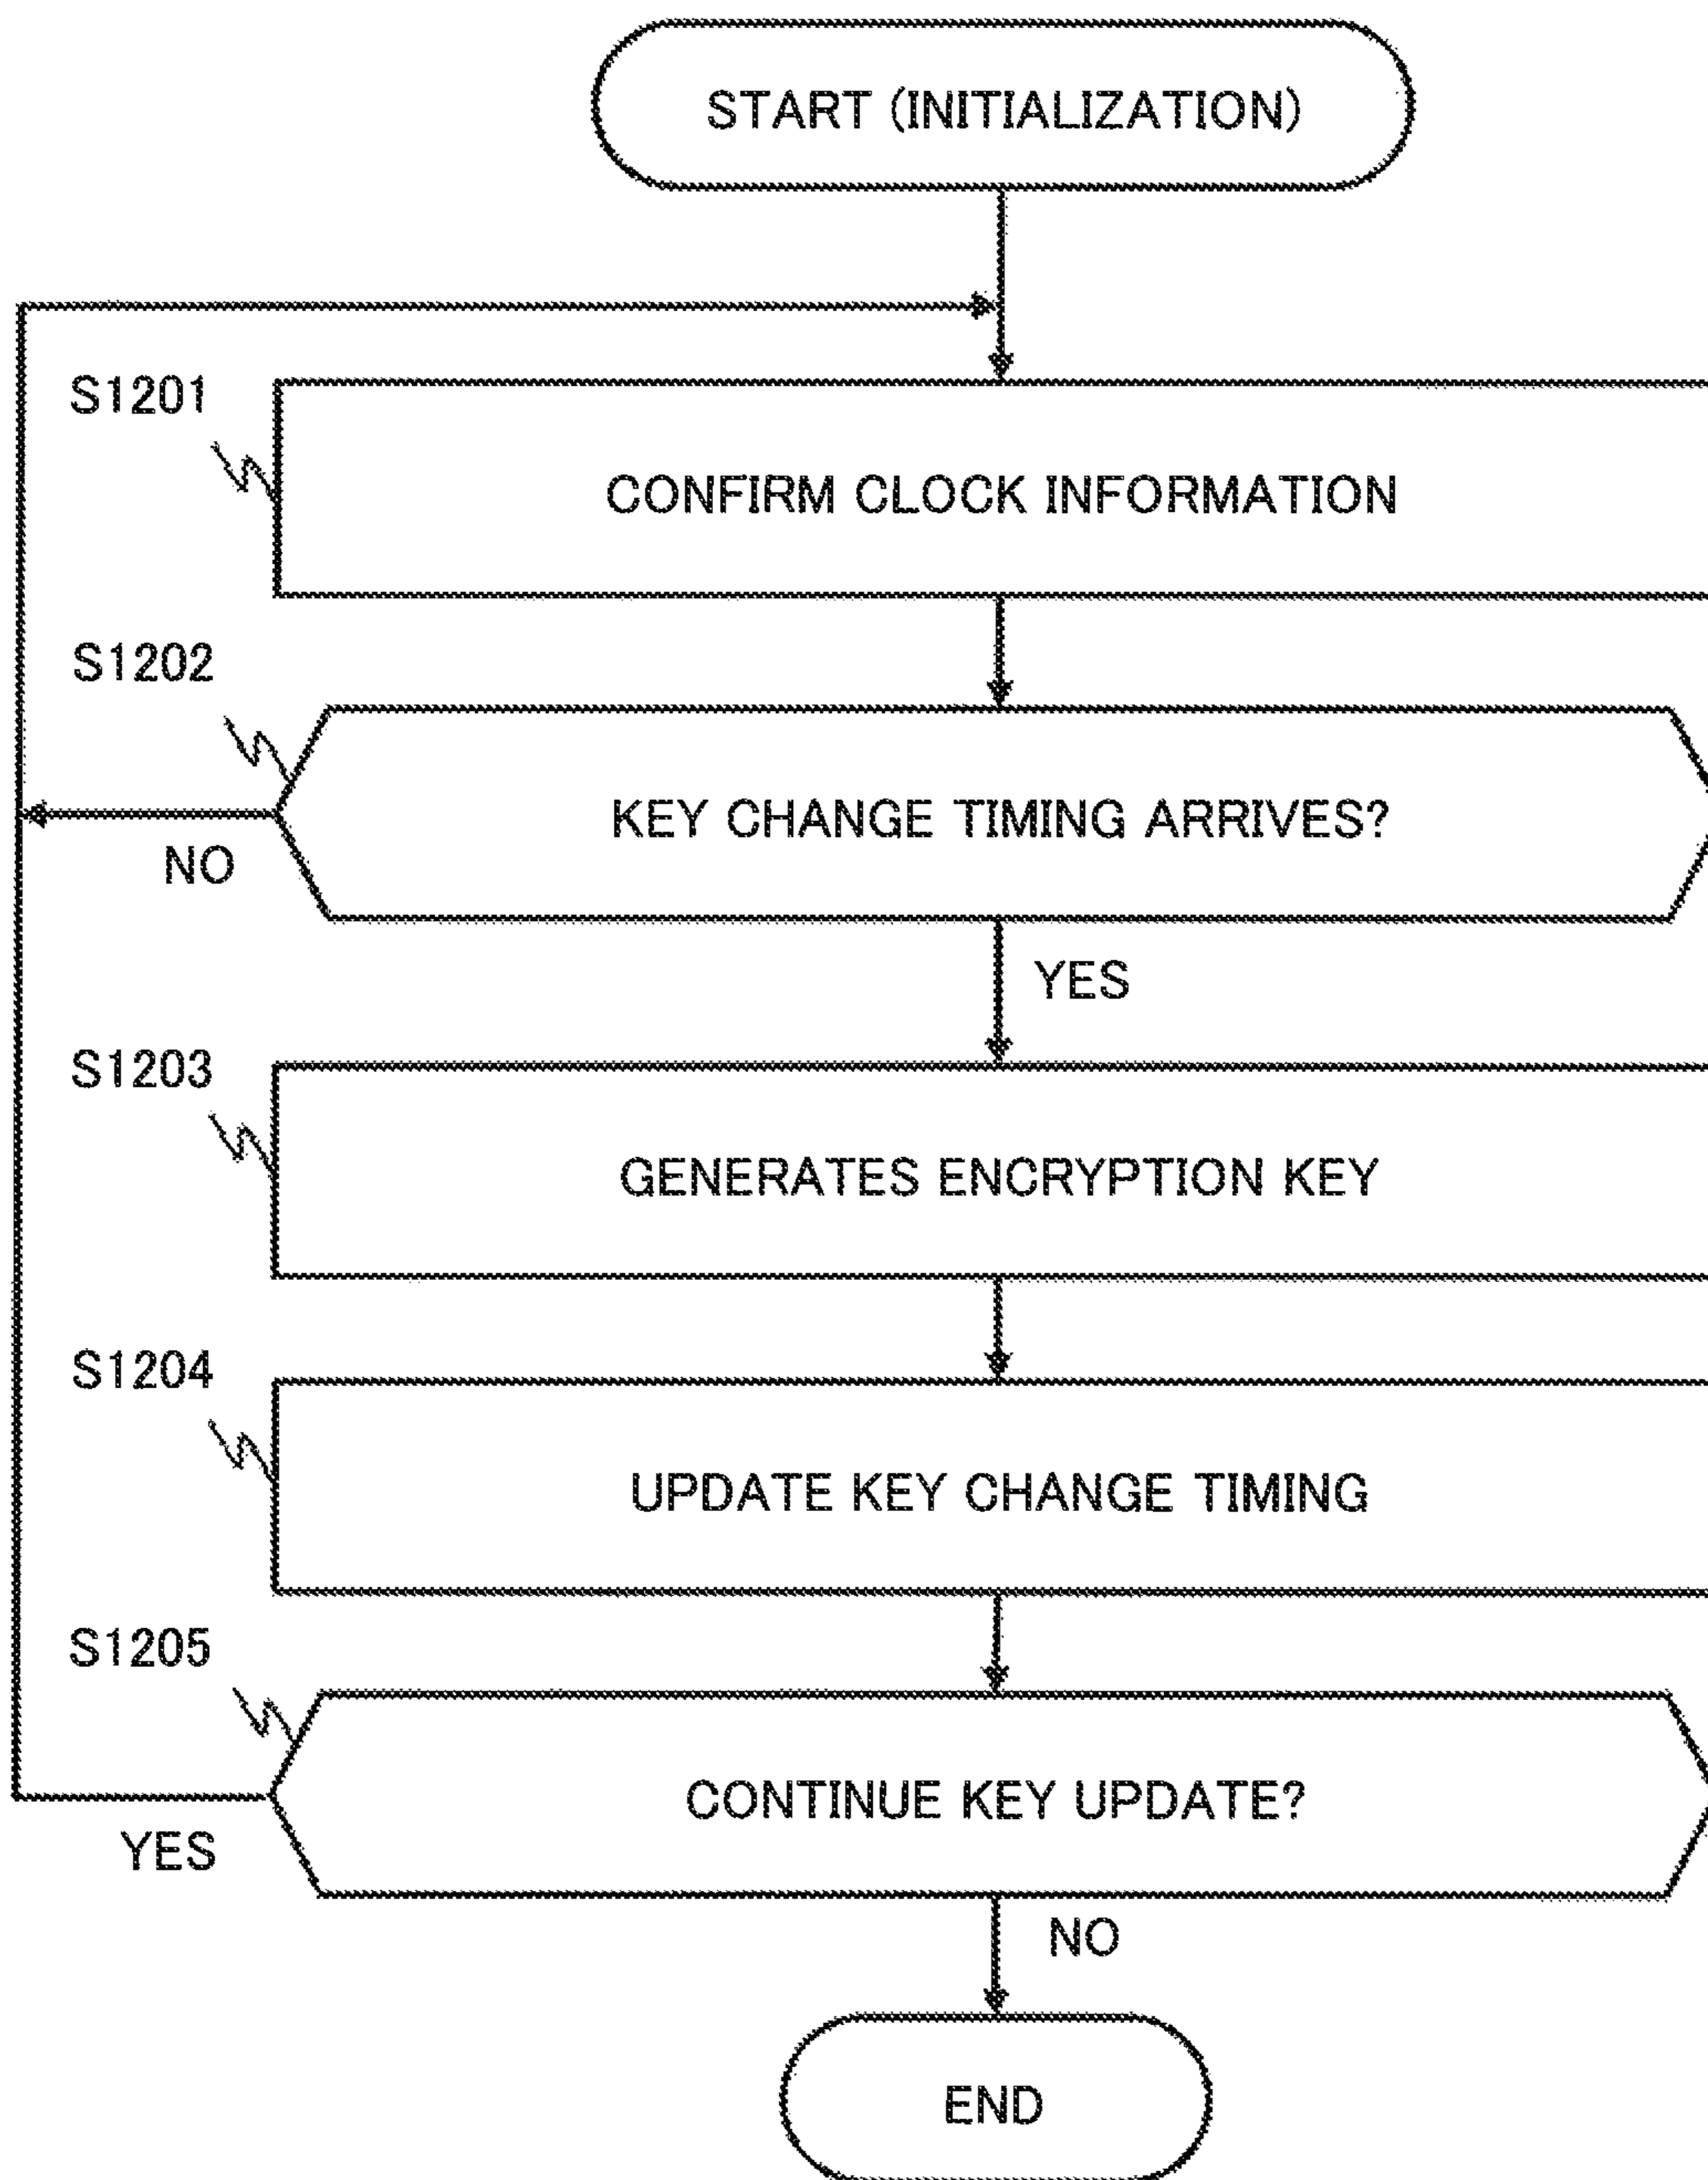 START (INITIALIZATION)
S1201
CONFIRM CLOCK INFORMATION
S1202
KEY CHANGE TIMING ARRIVES?
NO
YES
S1203
GENERATES ENCRYPTION KEY
S1204
UPDATE KEY CHANGE TIMING
S1205
CONTINUE KEY UPDATE?
YES
NO
END